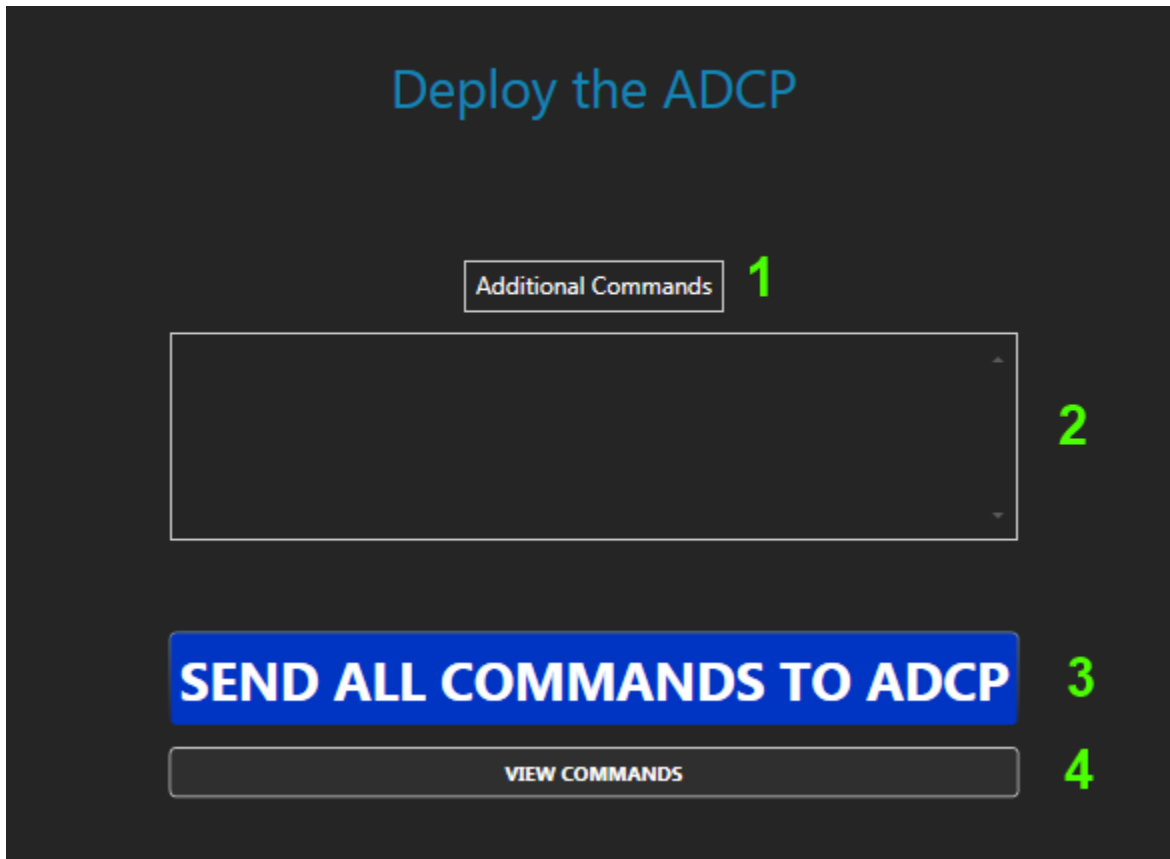 Deploy the ADCP
Additional Commands 1
2
SEND ALL COMMANDS TO ADCP 3
VIEW COMMANDS 4